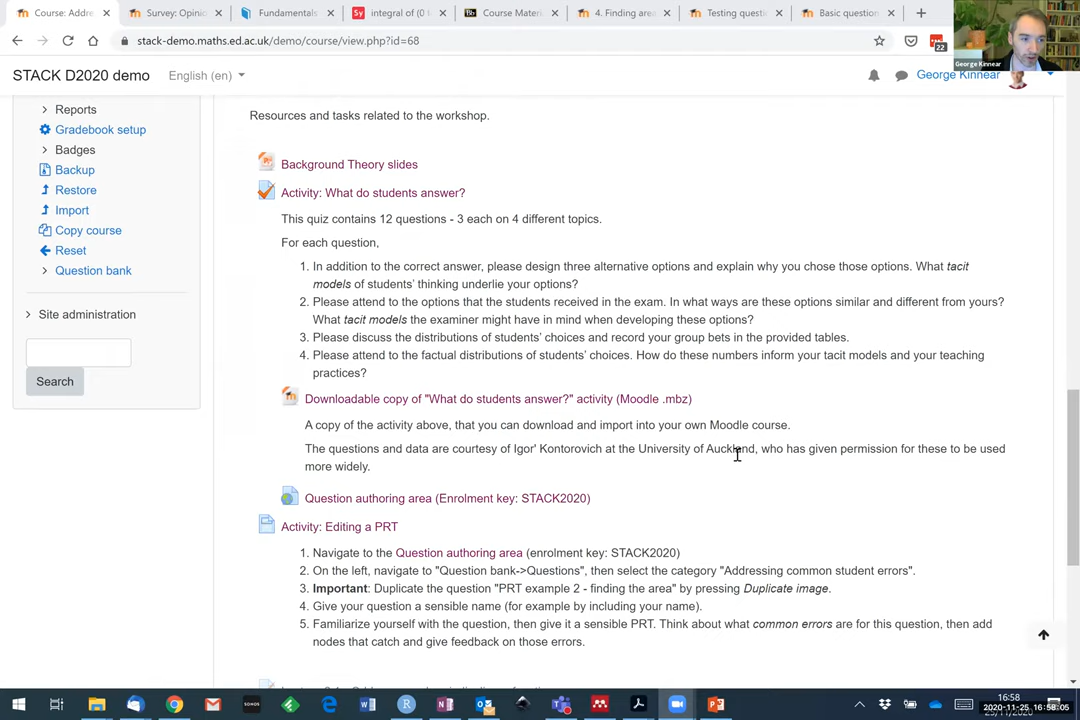 Course: Addre
Survey: Opinio
Fundamentals
Sy
integral of (0 t
Bb
Course Materi
4. Finding area
Testing questi
Basic question
stack-demo.maths.ed.ac.uk/demo/course/view.php?id=68
22
George Kinnear
STACK D2020 demo
English (en)
George Kinnear
Reports
Gradebook setup
Badges
Backup
Restore
Import
Copy course
Reset
Question bank
Site administration
Search
Resources and tasks related to the workshop.
Background Theory slides
Activity: What do students answer?
This quiz contains 12 questions - 3 each on 4 different topics.
For each question,
1. In addition to the correct answer, please design three alternative options and explain why you chose those options. What tacit
models of students' thinking underlie your options?
2. Please attend to the options that the students received in the exam. In what ways are these options similar and different from yours?
What tacit models the examiner might have in mind when developing these options?
3. Please discuss the distributions of students' choices and record your group bets in the provided tables.
4. Please attend to the factual distributions of students' choices. How do these numbers inform your tacit models and your teaching
practices?
Downloadable copy of "What do students answer?" activity (Moodle .mbz)
A copy of the activity above, that you can download and import into your own Moodle course.
The questions and data are courtesy of Igor' Kontorovich at the University of Auckland, who has given permission for these to be used
more widely.
Question authoring area (Enrolment key: STACK2020)
Activity: Editing a PRT
1. Navigate to the Question authoring area (enrolment key: STACK2020)
2. On the left, navigate to "Question bank->Questions", then select the category "Addressing common student errors".
3. Important: Duplicate the question "PRT example 2 - finding the area" by pressing Duplicate image.
4. Give your question a sensible name (for example by including your name).
5. Familiarize yourself with the question, then give it a sensible PRT. Think about what common errors are for this question, then add
nodes that catch and give feedback on those errors.
SONOS
16:58
2020-11-25 16:58:05